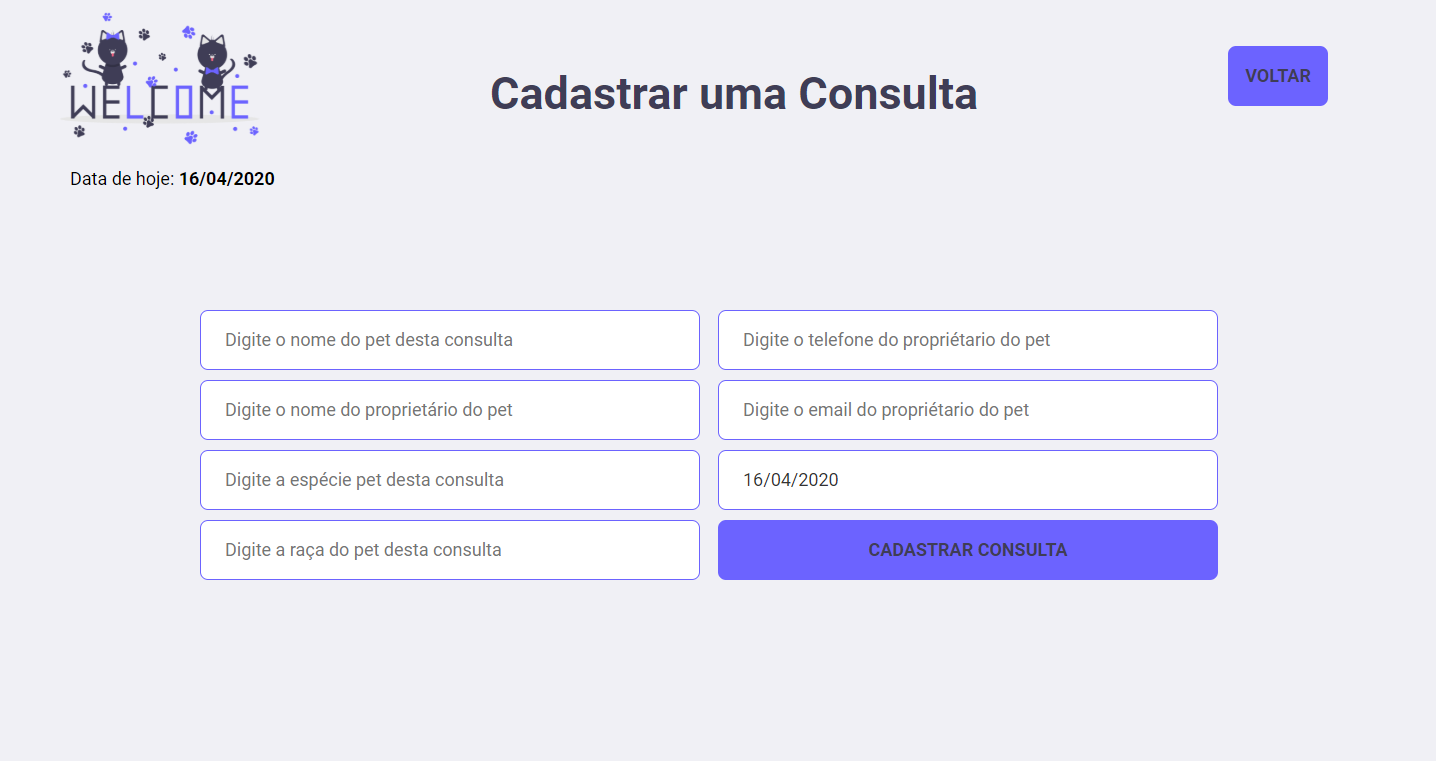 WELCOME
Cadastrar uma Consulta
VOLTAR
Data de hoje: 16/04/2020
Digite o nome do pet desta consulta
Digite o telefone do propriétario do pet
Digite o nome do proprietário do pet
Digite o email do propriétario do pet
Digite a espécie pet desta consulta
16/04/2020
Digite a raça do pet desta consulta
CADASTRAR CONSULTA